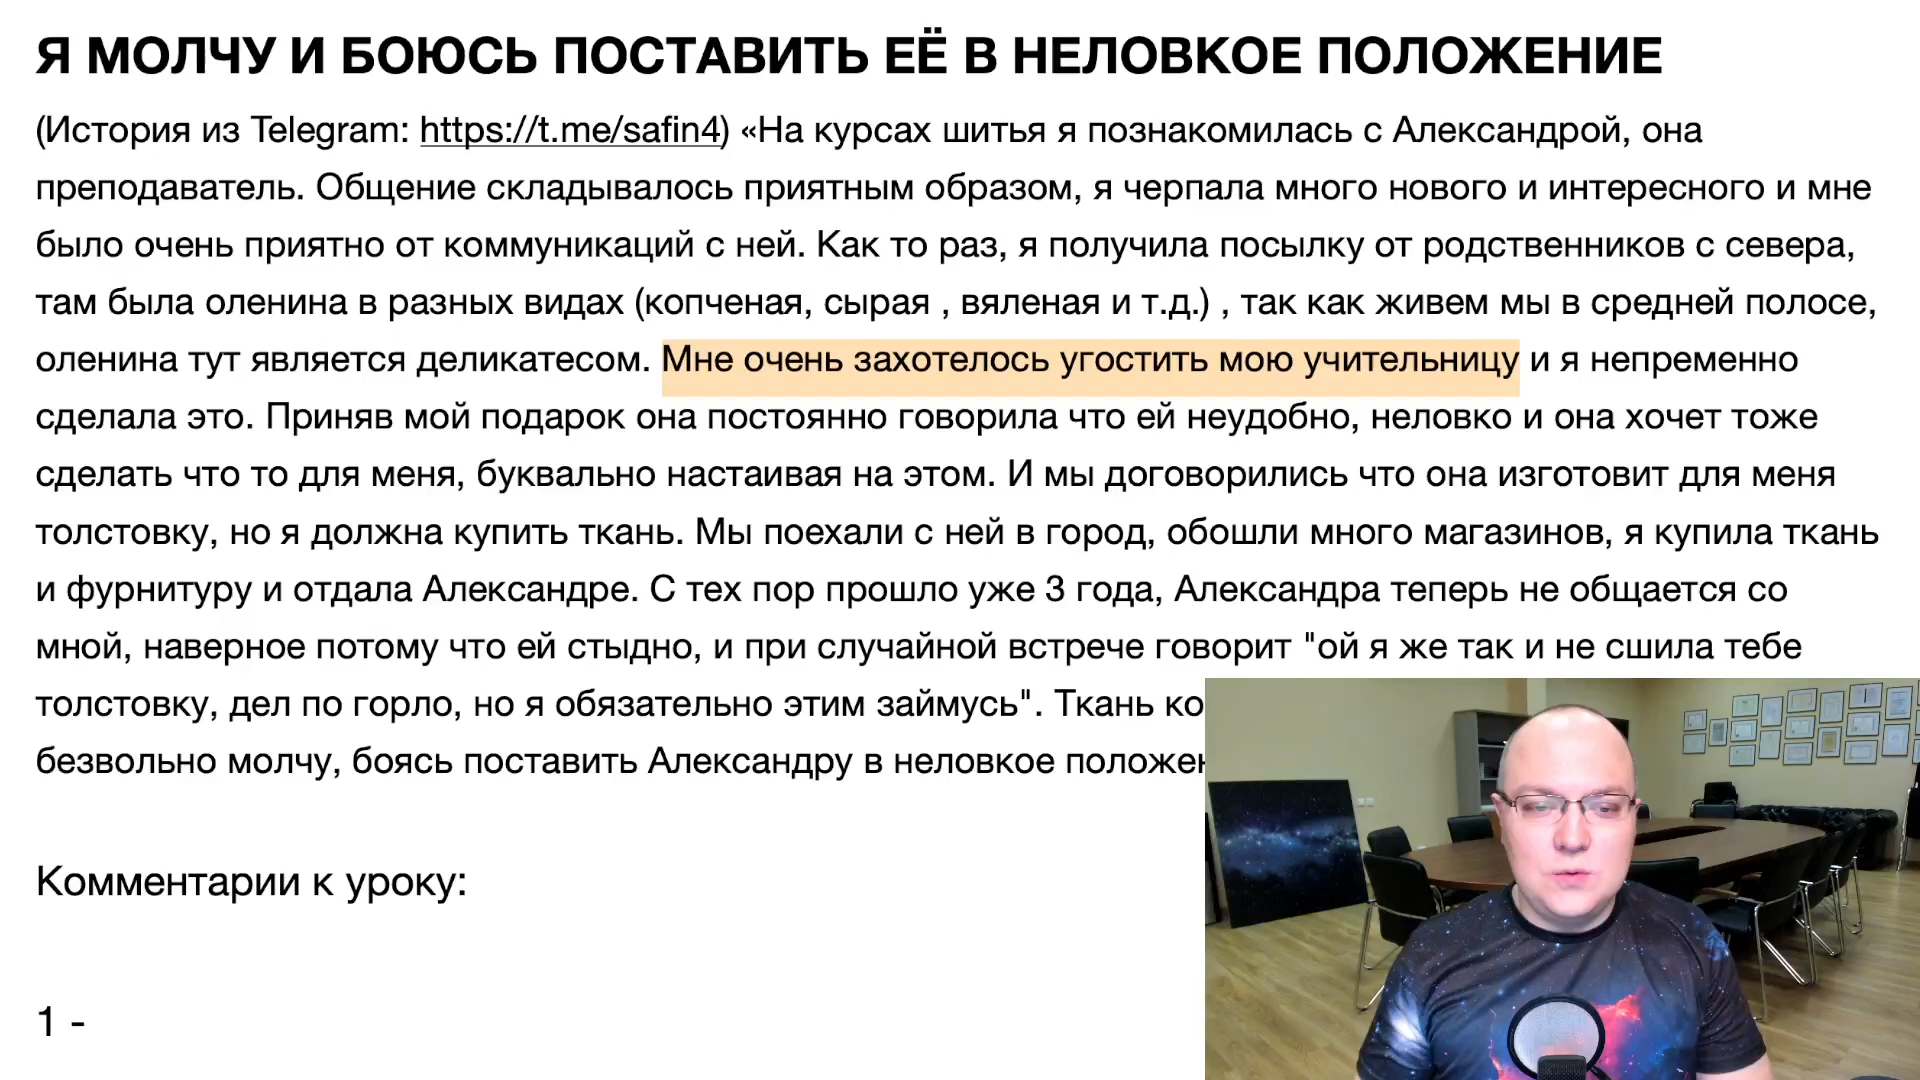 Я МОЛЧУ И БОЮСЬ ПОСТАВИТЬ ЕЁ В НЕЛОВКОЕ ПОЛОЖЕНИЕ
(История из Telegram: https://t.me/safin4) «На курсах шитья я познакомилась с Александрой, она
преподаватель. Общение складывалось приятным образом, я черпала много нового и интересного и мне
было очень приятно от коммуникаций с ней. Как то раз, я получила посылку от родственников с севера,
там была оленина в разных видах (копченая, сырая , вяленая и т.д.) , так как живем мы в средней полосе,
оленина тут является деликатесом. Мне очень захотелось угостить мою учительницу и я непременно
сделала это. Приняв мой подарок она постоянно говорила что ей неудобно, неловко и она хочет тоже
сделать что то для меня, буквально настаивая на этом. И мы договорились что она изготовит для меня
толстовку, но я должна купить ткань. Мы поехали с ней в город, обошли много магазинов, я купила ткань
и фурнитуру и отдала Александре. С тех пор прошло уже 3 года, Александра теперь не общается со
мной, наверное потому что ей стыдно, и при случайной встрече говорит "ой я же так и не сшила тебе
толстовку, дел по горло, но я обязательно этим займусь". Ткань ко
безвольно молчу, боясь поставить Александру в неловкое положен
Комментарии к уроку:
1 -